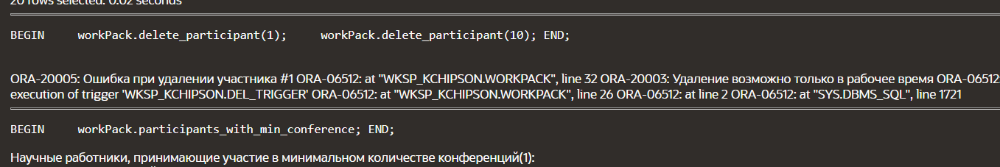 20 rows selected. 0.02 seconds
BEGIN workPack.delete_participant(1); workPack.delete_participant(10); END;
ORA-20005: Ошибка при удалении участника #1 ORA-06512: at "WKSP_KCHIPSON.WORKPACK", line 32 ORA-20003: Удаление возможно только в рабочее время ORA-06512:
execution of trigger 'WKSP_KCHIPSON.DEL_TRIGGER' ORA-06512: at "WKSP_KCHIPSON.WORKPACK", line 26 ORA-06512: at line 2 ORA-06512: at "SYS.DBMS_SQL", line 1721
BEGIN workPack.participants_with_min_conference; END;
Научные работники, принимающие участие в минимальном количестве конференций(1):